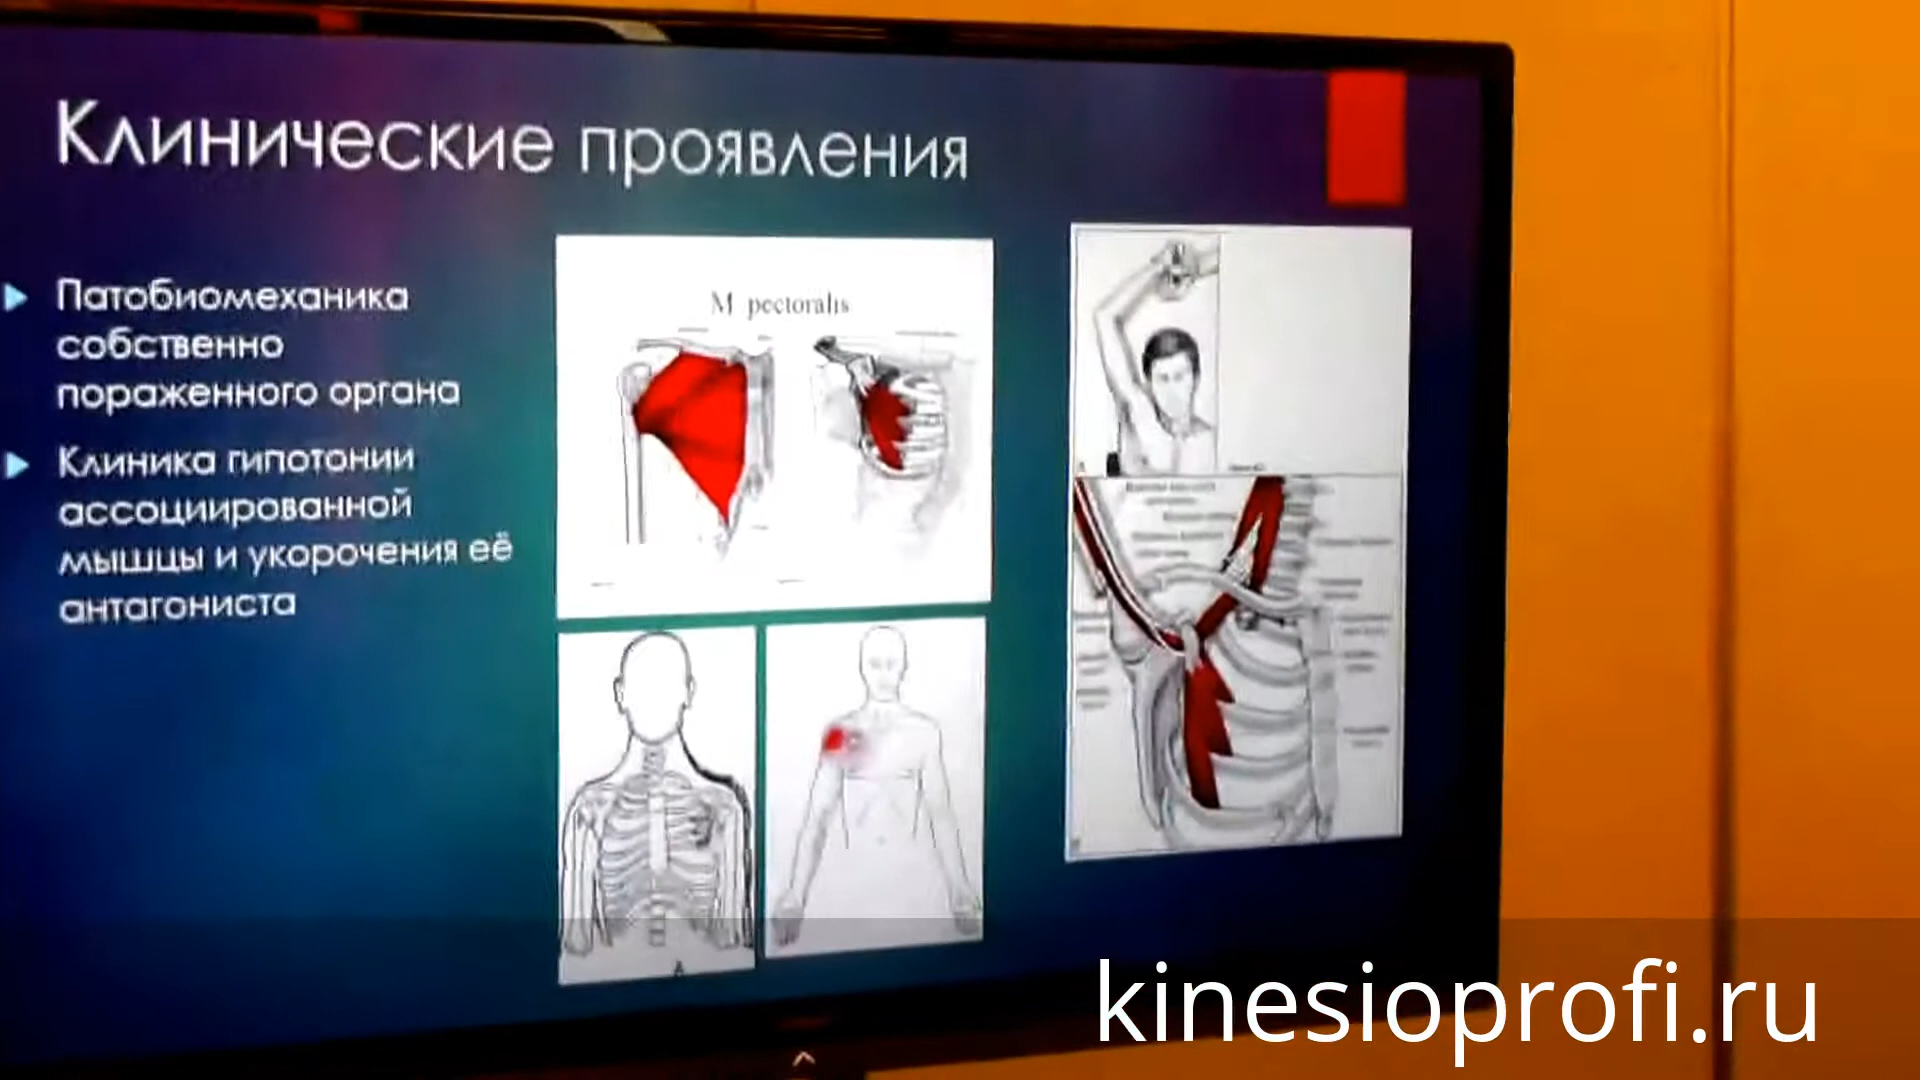 Клинические проявления
Патобиомеханика
собственно
пораженного органа
Клиника гипотонии
ассоциированной
мышцы и укорочения её
антагониста
M pectoralis
A
kinesioprofi.ru